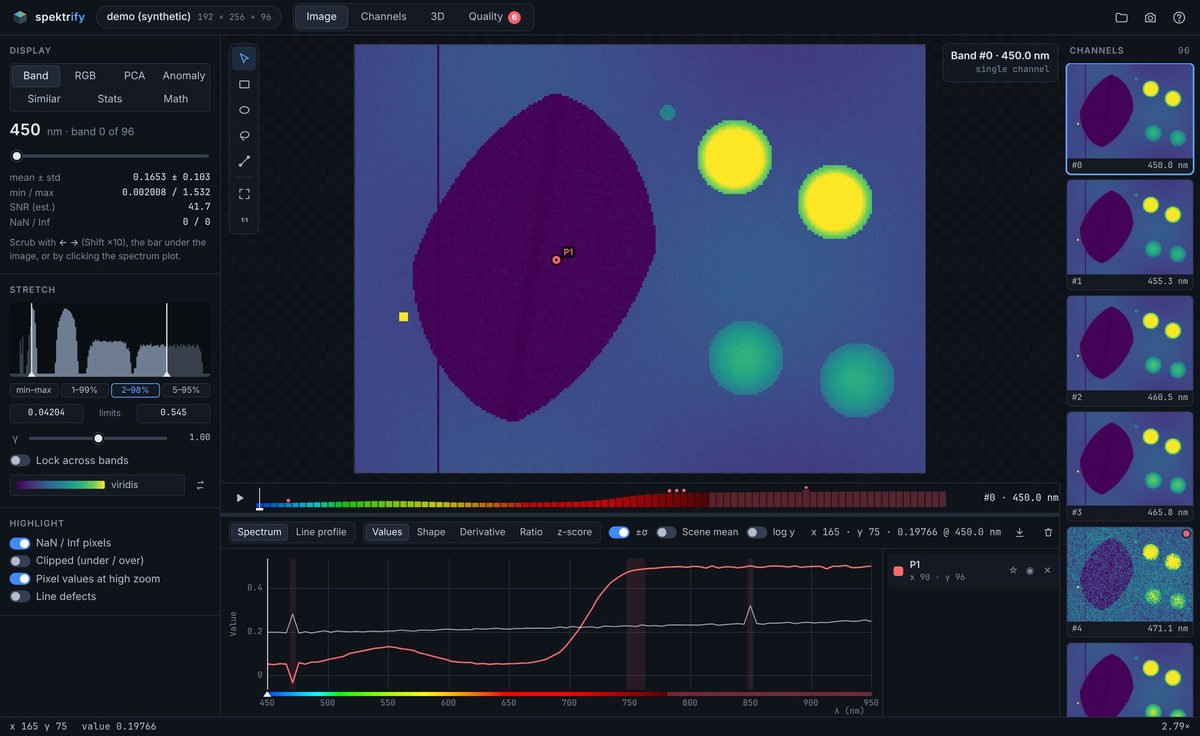 spektrify
demo (synthetic) 192 × 256 × 96
Image Channels 3D Quality 6
DISPLAY
Band RGB PCA Anomaly
Similar Stats Math
450 nm · band 0 of 96
mean ± std 0.1653 ± 0.103
min / max 0.002008 / 1.532
SNR (est.) 41.7
NaN / Inf 0 / 0
Scrub with ← → (Shift ×10), the bar under the
image, or by clicking the spectrum plot.
STRETCH
min–max 1–99% 2–98% 5–95%
0.04204 limits 0.545
γ 1.00
Lock across bands
viridis
HIGHLIGHT
NaN / Inf pixels
Clipped (under / over)
Pixel values at high zoom
Line defects
1:1
P1
Band #0 · 450.0 nm
single channel
#0 · 450.0 nm
Spectrum Line profile Values Shape Derivative Ratio z-score ±σ Scene mean log y x 165 · y 75 · 0.19766 @ 450.0 nm
Value
0.4
0.2
0
450 500 550 600 650 700 750 800 850 900 950
λ (nm)
P1
x 90 · y 96
CHANNELS 96
#0 450.0 nm
#1 455.3 nm
#2 460.5 nm
#3 465.8 nm
#4 471.1 nm
x 165 y 75 value 0.19766
2.79×